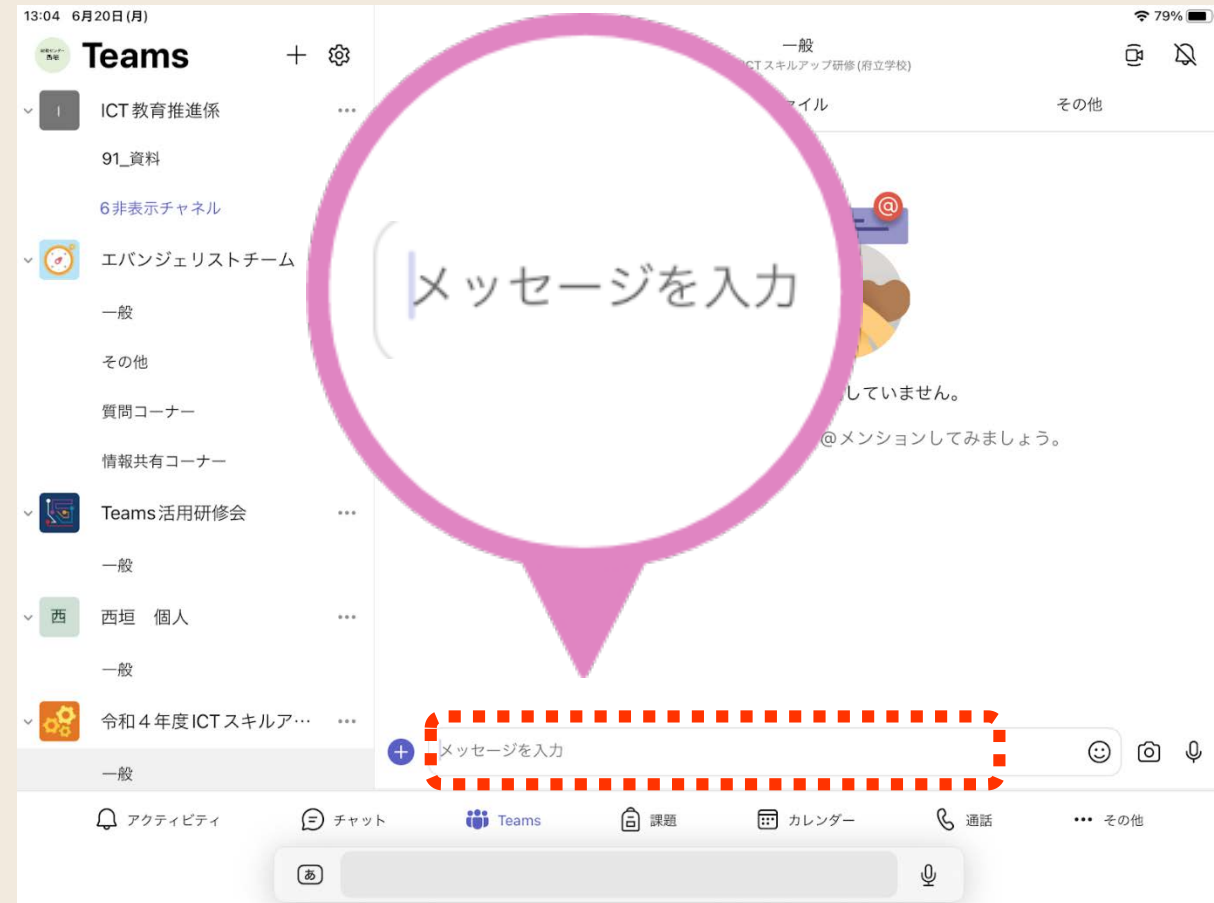 13:04 6月20日(月)
79%
Teams
一般
ICTスキルアップ研修(府立学校)
I
ICT教育推進係
イル
その他
91_資料
6非表示チャネル
エバンジェリストチーム
一般
その他
質問コーナー
情報共有コーナー
メッセージを入力
@
していません。
@メンションしてみましょう。
Teams活用研修会
一般
西
西垣 個人
一般
令和4年度ICTスキルア…
一般
メッセージを入力
アクティビティ
チャット
Teams
課題
カレンダー
通話
その他
あ